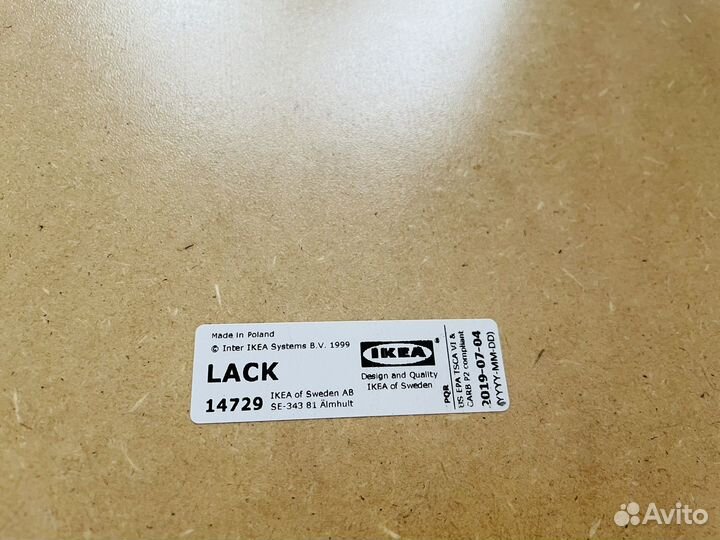 Made in Poland
© Inter IKEA Systems B.V. 1999
LACK
14729
IKEA of Sweden AB
SE-343 81 Älmhult
IKEA
®
Design and Quality
IKEA of Sweden
PQR
US EPA TSCA VI &
CARB P2 compliant
2019-07-04
(YYYY-MM-DD)
Avito